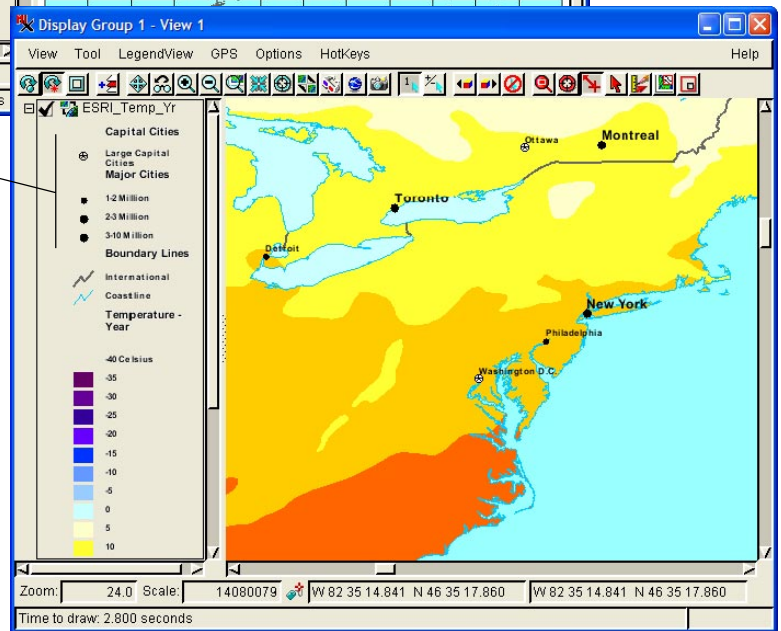 Display Group 1 - View 1
View Tool LegendView GPS Options HotKeys Help
ESRI_Temp_Yr
Capital Cities
Large Capital
Cities
Major Cities
1-2 Million
2-3 Million
3-10 Million
Boundary Lines
International
Coastline
Temperature -
Year
-40 Celsius
-35
-30
-25
-20
-15
-10
-5
0
5
10
Ottawa
Montreal
Toronto
Detroit
New York
Philadelphia
Washington D.C.
Zoom: 24.0 Scale: 14080079 W 82 35 14.841 N 46 35 17.860 W 82 35 14.841 N 46 35 17.860
Time to draw: 2.800 seconds